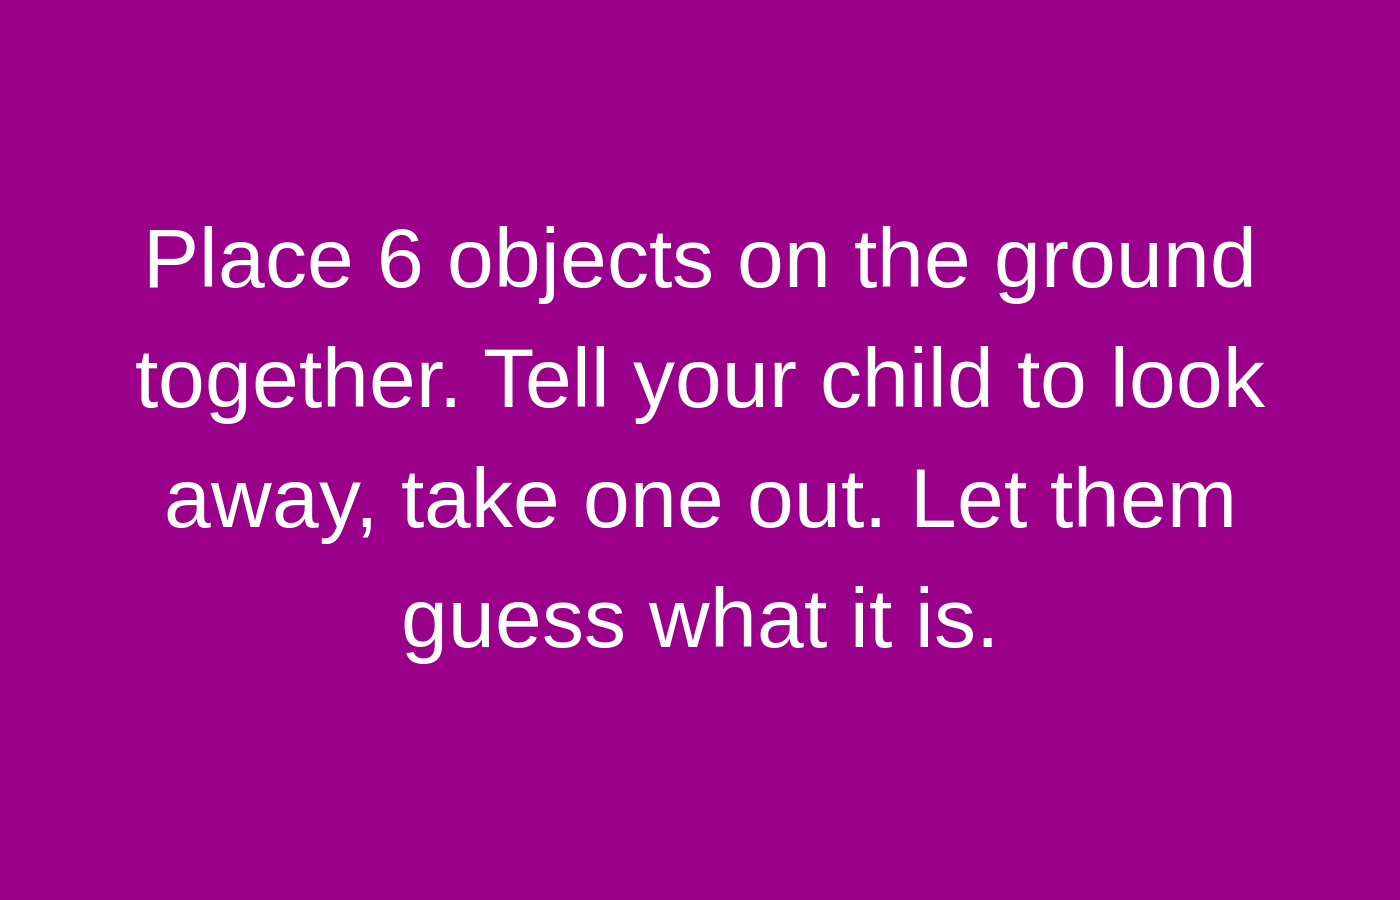 Place 6 objects on the ground
together. Tell your child to look
away, take one out. Let them
guess what it is.